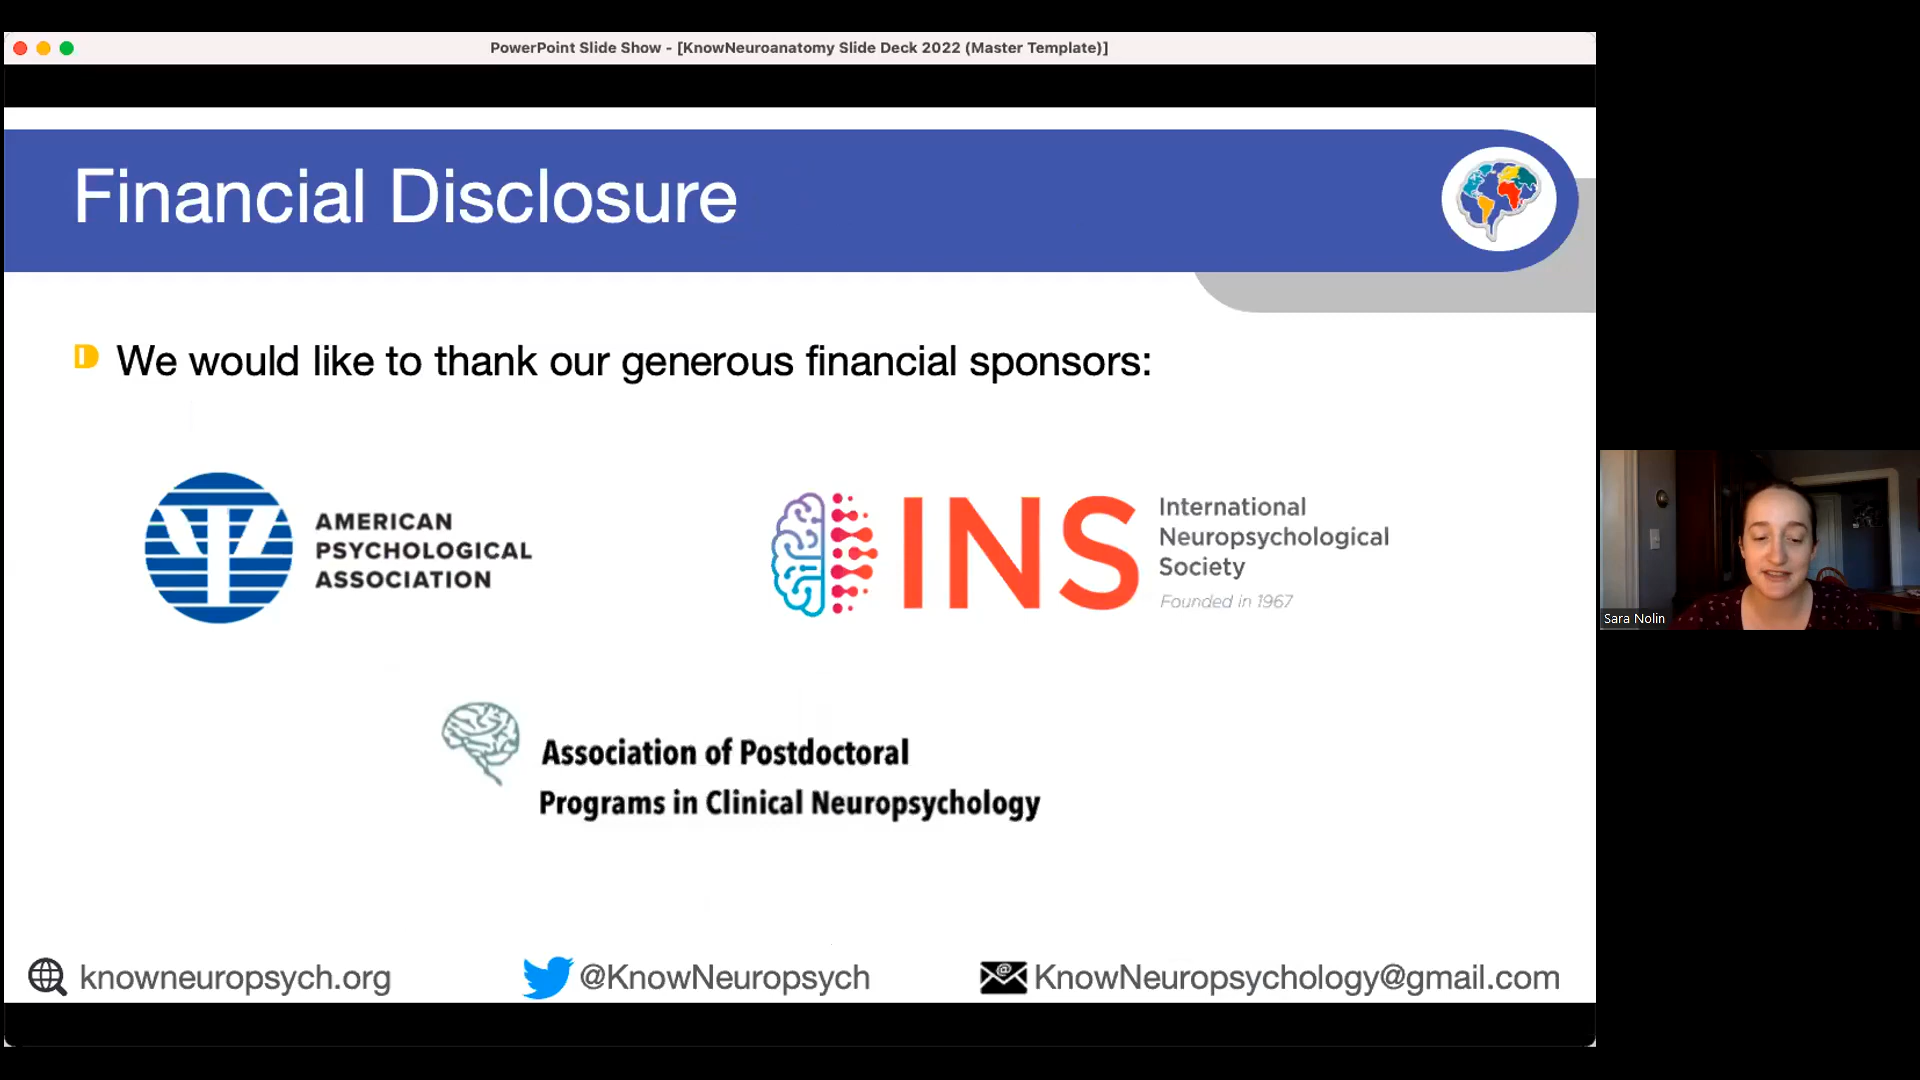 PowerPoint Slide Show - [KnowNeuroanatomy Slide Deck 2022 (Master Template)]
Financial Disclosure
We would like to thank our generous financial sponsors:
AMERICAN
PSYCHOLOGICAL
ASSOCIATION
INS
International
Neuropsychological
Society
Founded in 1967
Association of Postdoctoral
Programs in Clinical Neuropsychology
knowneuropsych.org
@KnowNeuropsych
KnowNeuropsychology@gmail.com
Sara Nolin